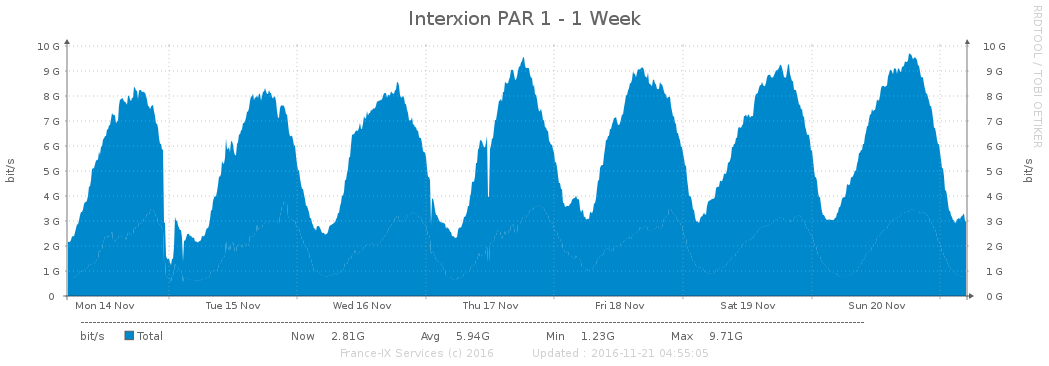 Interxion PAR 1 - 1 Week
RRDTOOL / TOBI OETIKER
bit/s
bit/s
10 G 10 G
9 G 9 G
8 G 8 G
7 G 7 G
6 G 6 G
5 G 5 G
4 G 4 G
3 G 3 G
2 G 2 G
1 G 1 G
0 0 G
Mon 14 Nov Tue 15 Nov Wed 16 Nov Thu 17 Nov Fri 18 Nov Sat 19 Nov Sun 20 Nov
bit/s Total Now 2.81G Avg 5.94G Min 1.23G Max 9.71G
France-IX Services (c) 2016 Updated : 2016-11-21 04:55:05